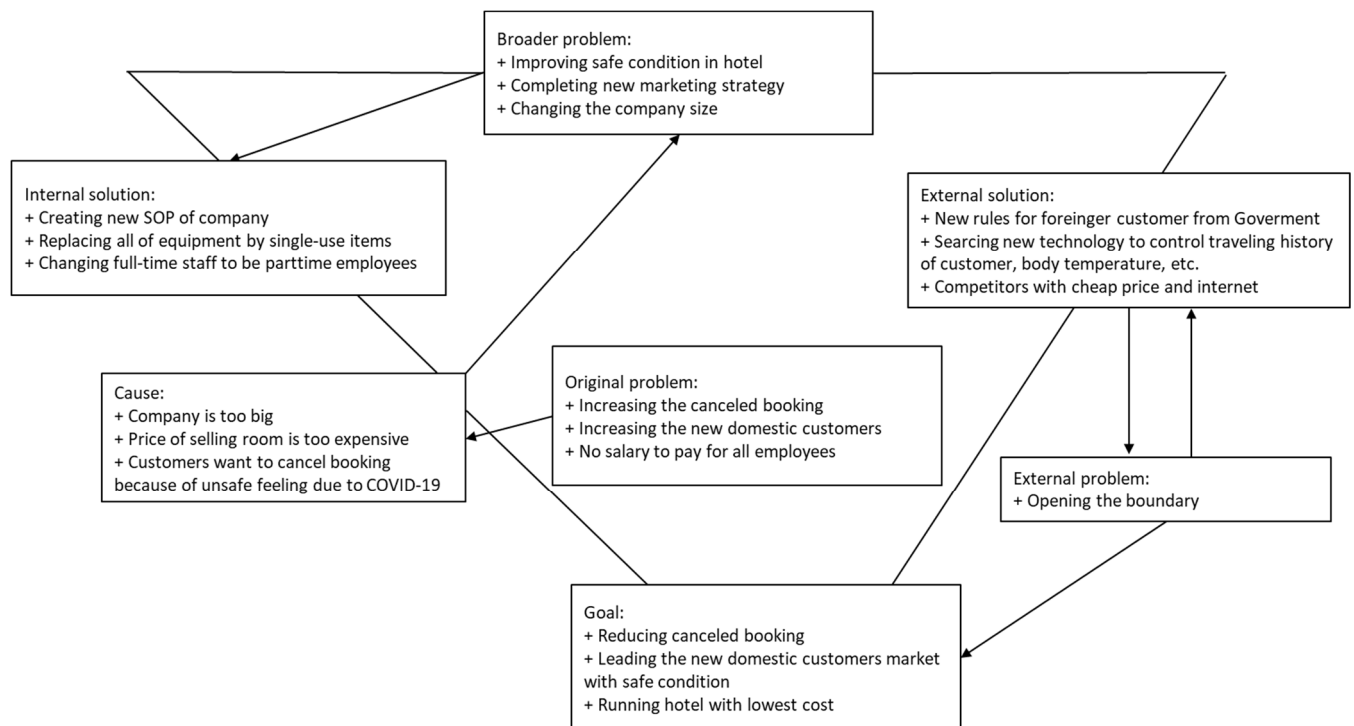 Broader problem:
+ Improving safe condition in hotel
+ Completing new marketing strategy
+ Changing the company size
Internal solution:
+ Creating new SOP of company
+ Replacing all of equipment by single-use items
+ Changing full-time staff to be parttime employees
External solution:
+ New rules for foreinger customer from Goverment
+ Searcing new technology to control traveling history
of customer, body temperature, etc.
+ Competitors with cheap price and internet
Cause:
+ Company is too big
+ Price of selling room is too expensive
+ Customers want to cancel booking
because of unsafe feeling due to COVID-19
Original problem:
+ Increasing the canceled booking
+ Increasing the new domestic customers
+ No salary to pay for all employees
External problem:
+ Opening the boundary
Goal:
+ Reducing canceled booking
+ Leading the new domestic customers market
with safe condition
+ Running hotel with lowest cost